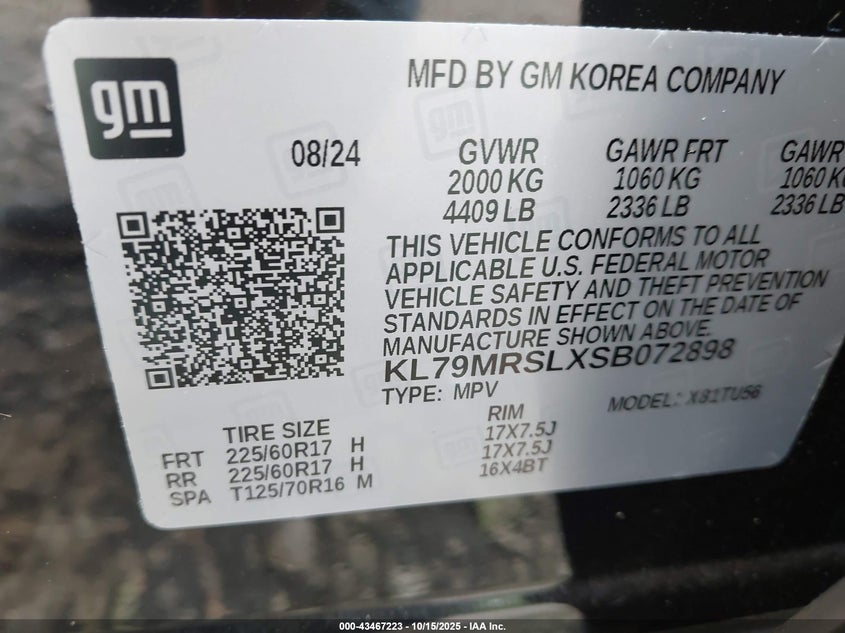 gm
MFD BY GM KOREA COMPANY
08/24
GVWR GAWR FRT GAWR
2000 KG 1060 KG 1060
4409 LB 2336 LB 2336 LB
THIS VEHICLE CONFORMS TO ALL
APPLICABLE U.S. FEDERAL MOTOR
VEHICLE SAFETY AND THEFT PREVENTION
STANDARDS IN EFFECT ON THE DATE OF
MANUFACTURE SHOWN ABOVE.
KL79MRSLXSB072898
TYPE: MPV MODEL: X81TU56
TIRE SIZE RIM
FRT 225/60R17 H 17X7.5J
RR 225/60R17 H 17X7.5J
SPA T125/70R16 M 16X4BT
000-43467223 - 10/15/2025 - IAA Inc.